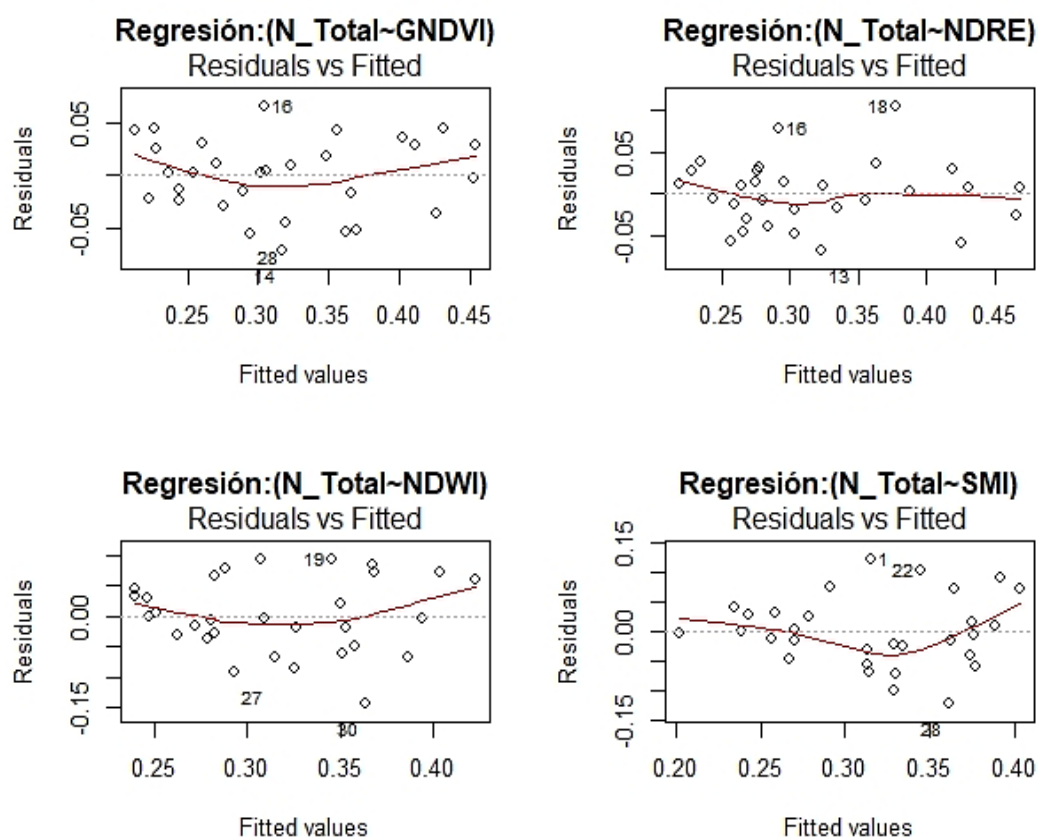 Regresión:(N_Total~GNDVI)
Residuals vs Fitted
Residuals
0.05
-0.05
16
28
14
0.25 0.30 0.35 0.40 0.45
Fitted values
Regresión:(N_Total~NDRE)
Residuals vs Fitted
Residuals
0.05
-0.05
18
16
13
0.25 0.30 0.35 0.40 0.45
Fitted values
Regresión:(N_Total~NDWI)
Residuals vs Fitted
Residuals
0.00
-0.15
19
27
30
0.25 0.30 0.35 0.40
Fitted values
Regresión:(N_Total~SMI)
Residuals vs Fitted
Residuals
0.15
0.00
-0.15
1
22
28
0.20 0.25 0.30 0.35 0.40
Fitted values